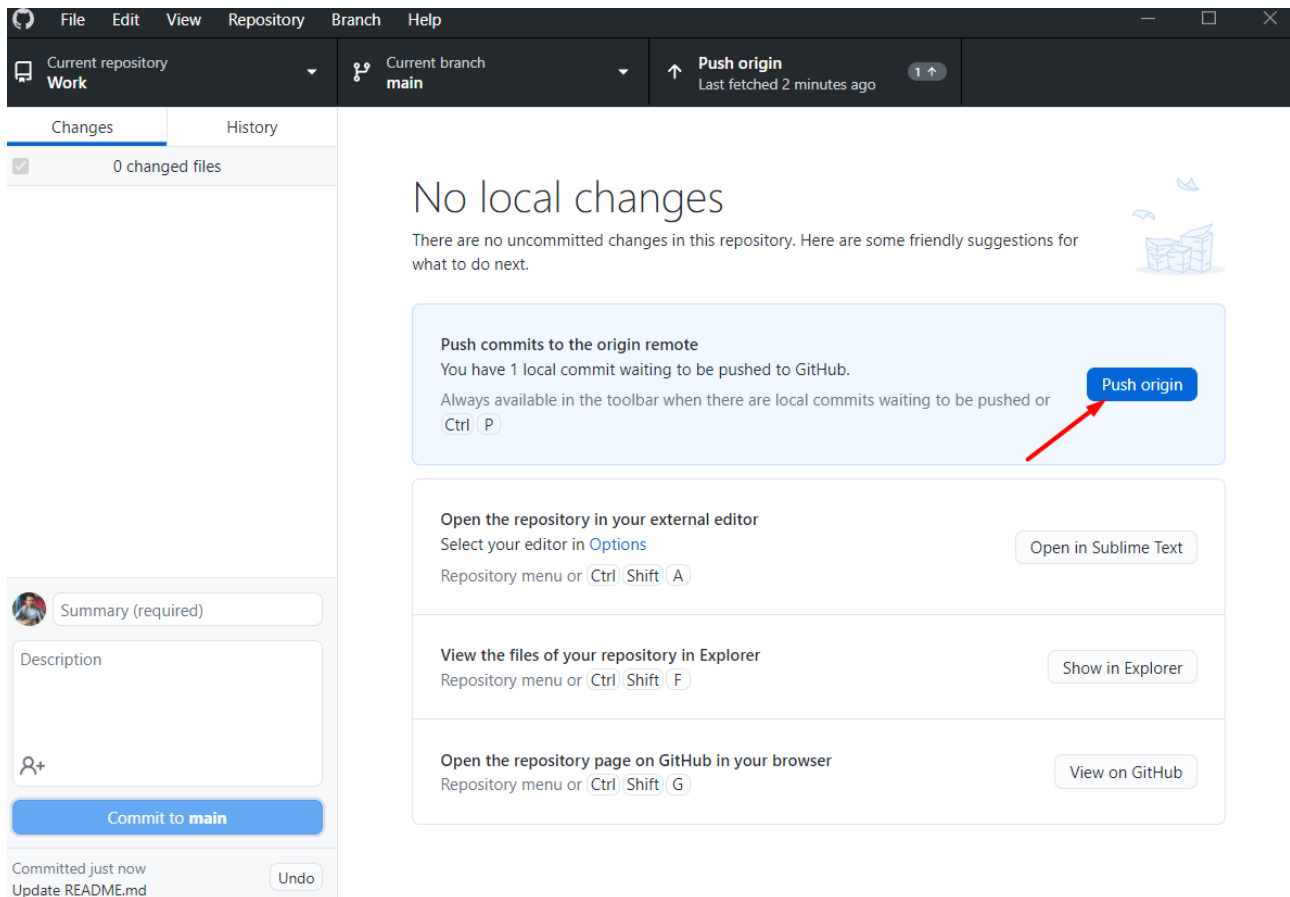 File Edit View Repository Branch Help
Current repository
Work
Current branch
main
Push origin
Last fetched 2 minutes ago
1
Changes
History
0 changed files
No local changes
There are no uncommitted changes in this repository. Here are some friendly suggestions for
what to do next.
Push commits to the origin remote
You have 1 local commit waiting to be pushed to GitHub.
Always available in the toolbar when there are local commits waiting to be pushed or
Ctrl P
Push origin
Open the repository in your external editor
Select your editor in Options
Repository menu or Ctrl Shift A
Open in Sublime Text
View the files of your repository in Explorer
Repository menu or Ctrl Shift F
Show in Explorer
Open the repository page on GitHub in your browser
Repository menu or Ctrl Shift G
View on GitHub
Summary (required)
Description
Commit to main
Committed just now
Update README.md
Undo